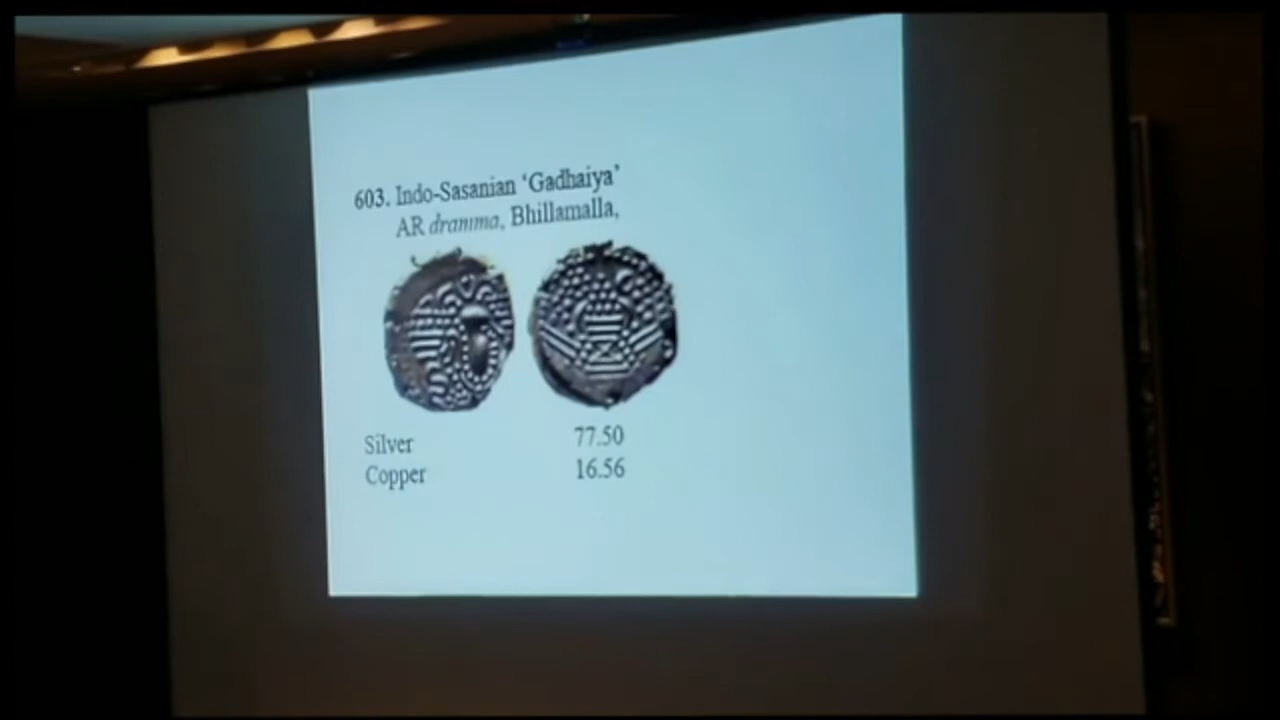 603. Indo-Sasanian ‘Gadhaiya’
AR dramma, Bhillamalla,
Silver 77.50
Copper 16.56